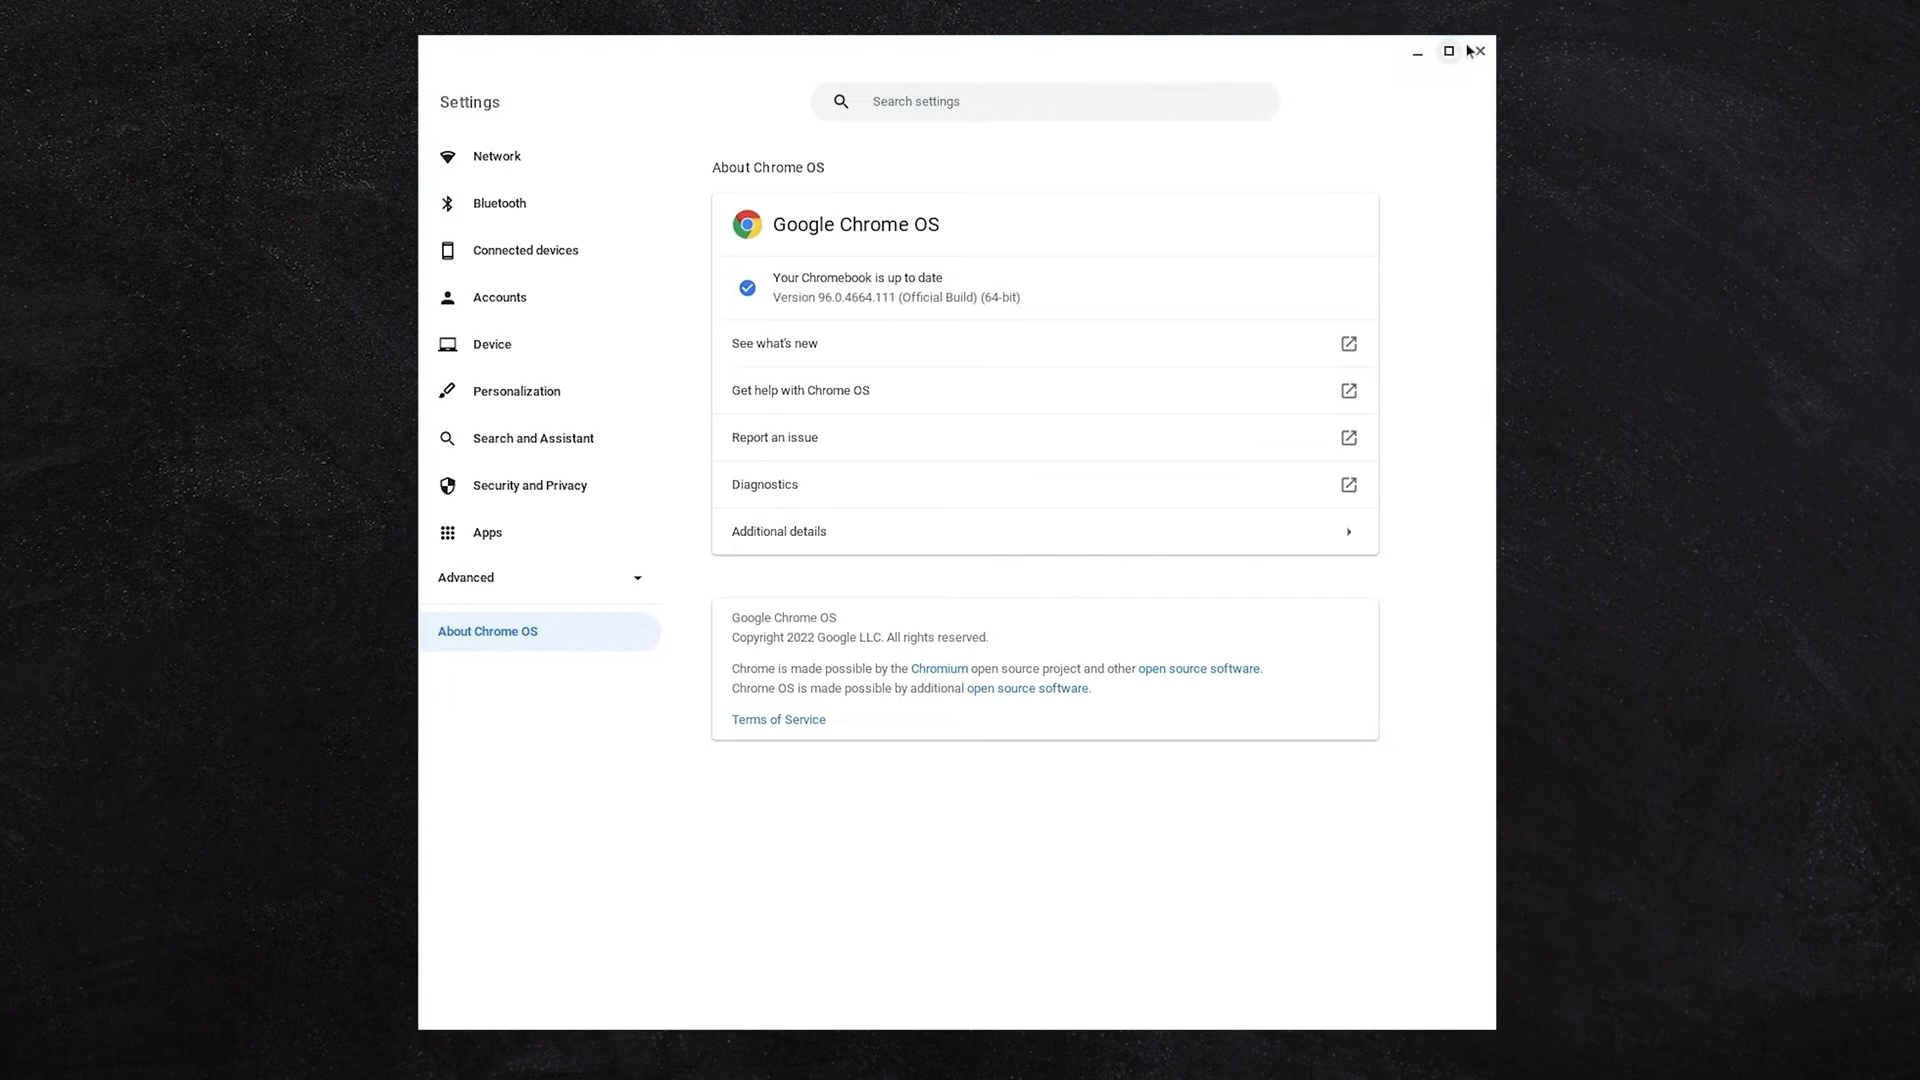 Settings
Search settings
Network
Bluetooth
Connected devices
Accounts
Device
Personalization
Search and Assistant
Security and Privacy
Apps
Advanced
About Chrome OS
About Chrome OS
Google Chrome OS
Your Chromebook is up to date
Version 96.0.4664.111 (Official Build) (64-bit)
See what's new
Get help with Chrome OS
Report an issue
Diagnostics
Additional details
Google Chrome OS
Copyright 2022 Google LLC. All rights reserved.
Chrome is made possible by the Chromium open source project and other open source software.
Chrome OS is made possible by additional open source software.
Terms of Service